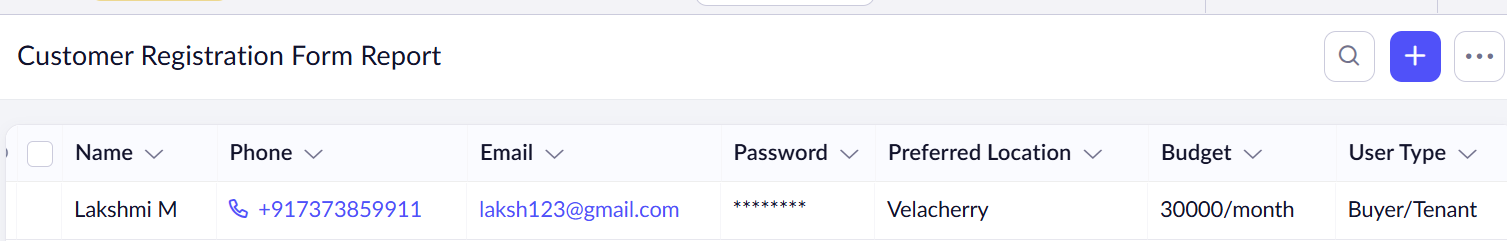 Customer Registration Form Report
Name Phone Email Password Preferred Location Budget User Type
Lakshmi M +917373859911 laksh123@gmail.com ******** Velacherry 30000/month Buyer/Tenant